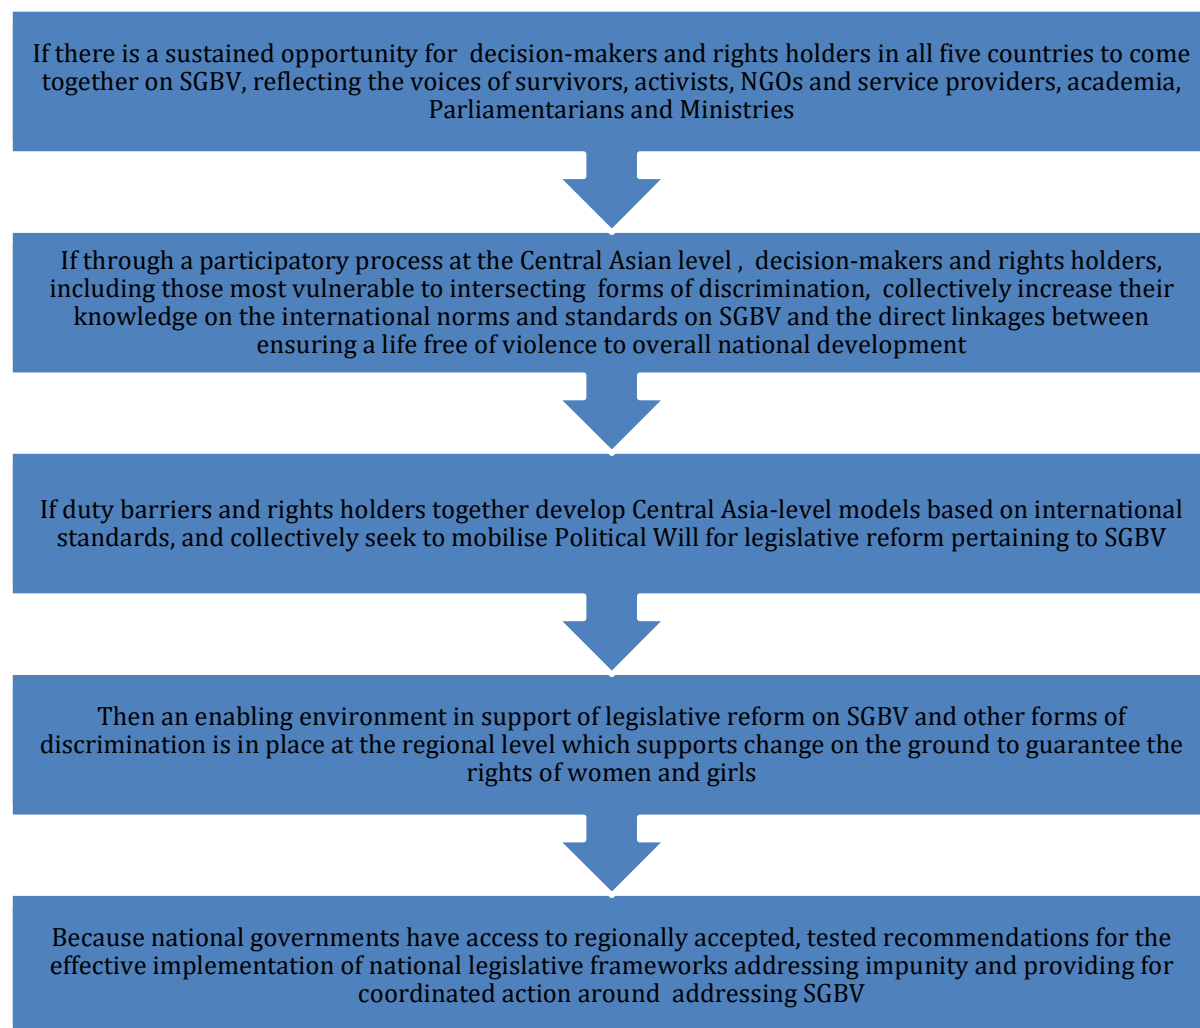 If there is a sustained opportunity for decision-makers and rights holders in all five countries to come
together on SGBV, reflecting the voices of survivors, activists, NGOs and service providers, academia,
Parliamentarians and Ministries
If through a participatory process at the Central Asian level , decision-makers and rights holders,
including those most vulnerable to intersecting forms of discrimination, collectively increase their
knowledge on the international norms and standards on SGBV and the direct linkages between
ensuring a life free of violence to overall national development
If duty barriers and rights holders together develop Central Asia-level models based on international
standards, and collectively seek to mobilise Political Will for legislative reform pertaining to SGBV
Then an enabling environment in support of legislative reform on SGBV and other forms of
discrimination is in place at the regional level which supports change on the ground to guarantee the
rights of women and girls
Because national governments have access to regionally accepted, tested recommendations for the
effective implementation of national legislative frameworks addressing impunity and providing for
coordinated action around addressing SGBV